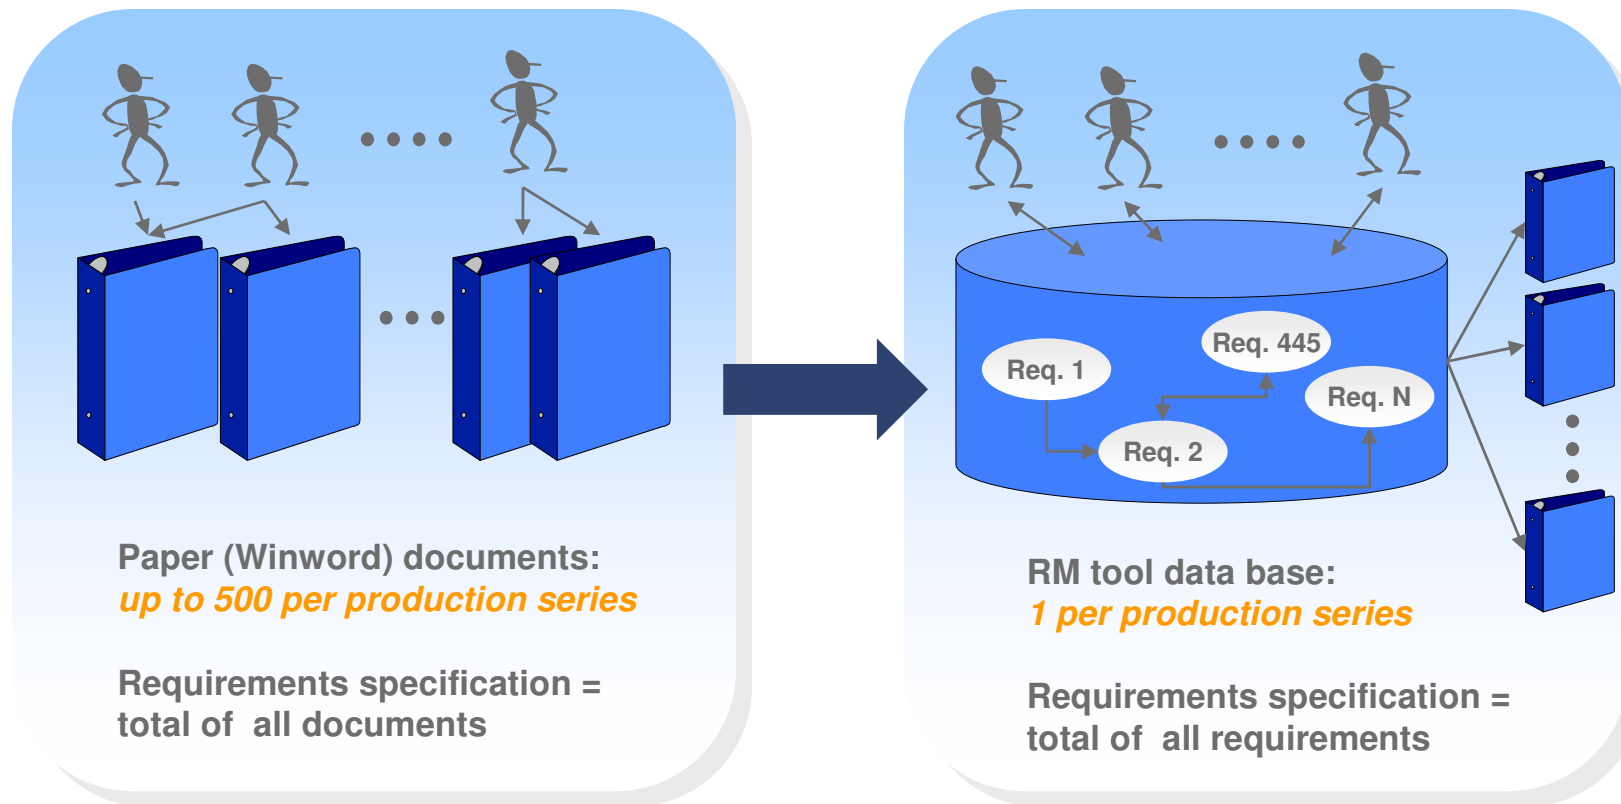 Paper (Winword) documents:
up to 500 per production series
Requirements specification =
total of all documents
Req. 445
Req. 1
Req. N
Req. 2
RM tool data base:
1 per production series
Requirements specification =
total of all requirements